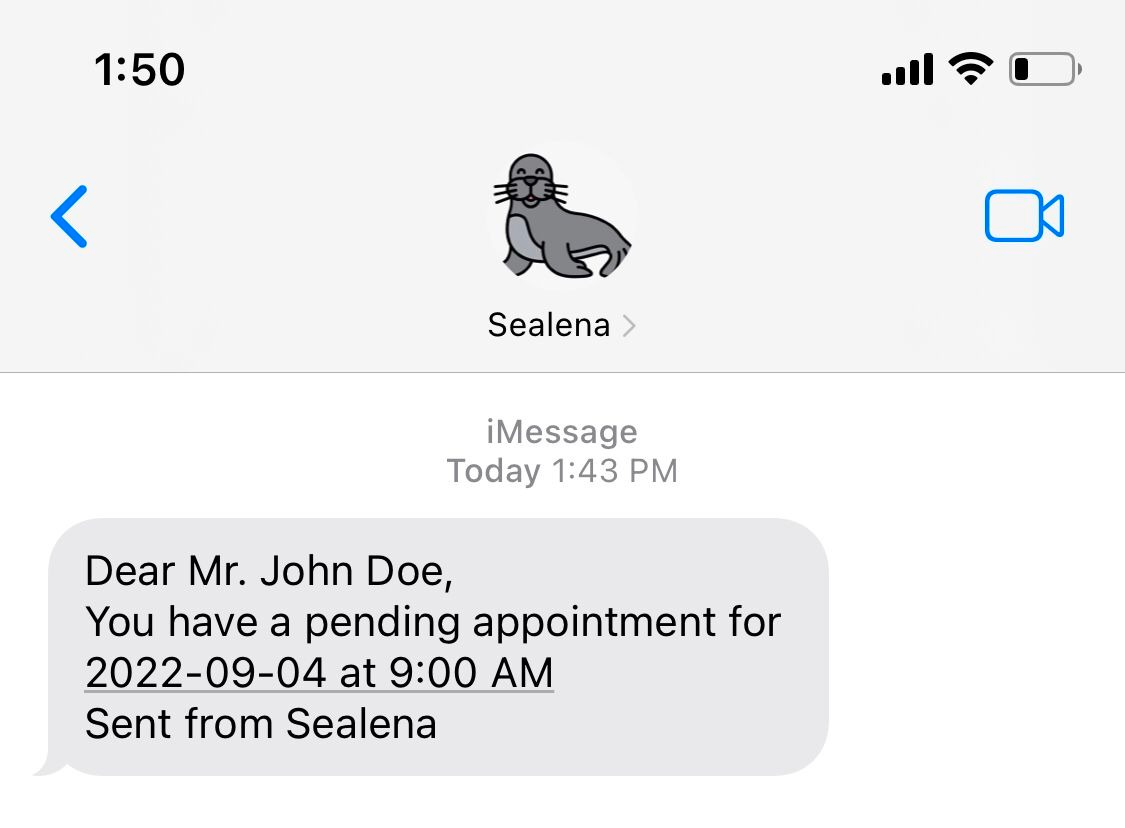 1:50
Sealena
iMessage
Today 1:43 PM
Dear Mr. John Doe,
You have a pending appointment for
2022-09-04 at 9:00 AM
Sent from Sealena